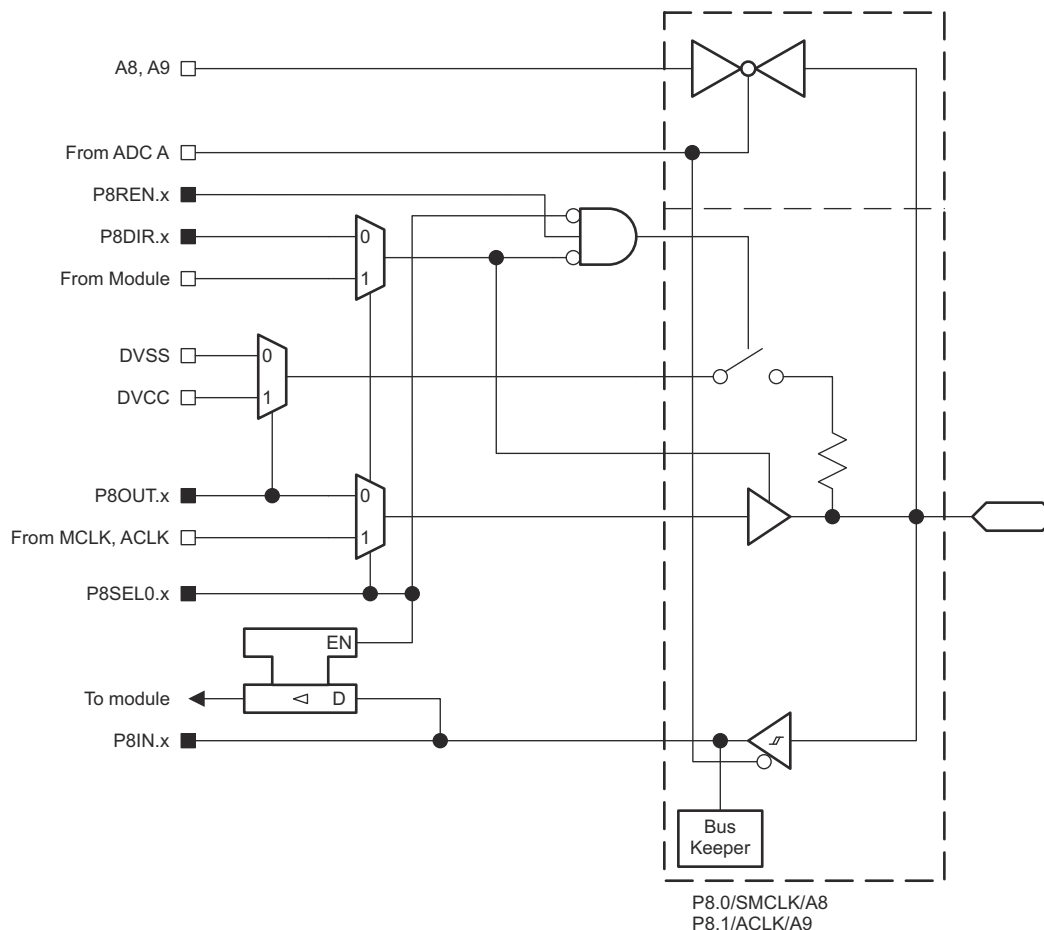 A8, A9
From ADC A
P8REN.x
P8DIR.x
0
From Module
1
DVSS
0
DVCC
1
P8OUT.x
0
From MCLK, ACLK
1
P8SEL0.x
EN
To module
D
P8IN.x
Bus
Keeper
P8.0/SMCLK/A8
P8.1/ACLK/A9